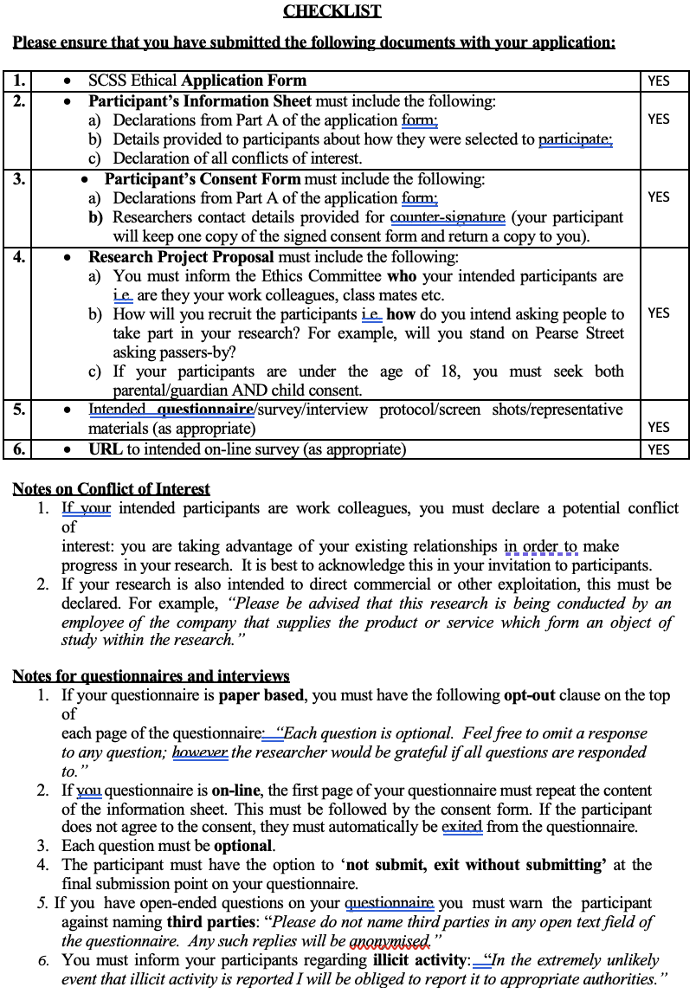 CHECKLIST
Please ensure that you have submitted the following documents with your application:
1. • SCSS Ethical Application Form YES
2. • Participant's Information Sheet must include the following:
a) Declarations from Part A of the application form; YES
b) Details provided to participants about how they were selected to participate;
c) Declaration of all conflicts of interest.
3. • Participant's Consent Form must include the following:
a) Declarations from Part A of the application form; YES
b) Researchers contact details provided for counter-signature (your participant
will keep one copy of the signed consent form and return a copy to you).
4. • Research Project Proposal must include the following:
a) You must inform the Ethics Committee who your intended participants are
i.e. are they your work colleagues, class mates etc.
b) How will you recruit the participants i.e. how do you intend asking people to YES
take part in your research? For example, will you stand on Pearse Street
asking passers-by?
c) If your participants are under the age of 18, you must seek both
parental/guardian AND child consent.
5. • Intended questionnaire/survey/interview protocol/screen shots/representative
materials (as appropriate) YES
6. • URL to intended on-line survey (as appropriate) YES
Notes on Conflict of Interest
1. If your intended participants are work colleagues, you must declare a potential conflict
of
interest: you are taking advantage of your existing relationships in order to make
progress in your research. It is best to acknowledge this in your invitation to participants.
2. If your research is also intended to direct commercial or other exploitation, this must be
declared. For example, "Please be advised that this research is being conducted by an
employee of the company that supplies the product or service which form an object of
study within the research."
Notes for questionnaires and interviews
1. If your questionnaire is paper based, you must have the following opt-out clause on the top
of
each page of the questionnaire: "Each question is optional. Feel free to omit a response
to any question; however the researcher would be grateful if all questions are responded
to."
2. If you questionnaire is on-line, the first page of your questionnaire must repeat the content
of the information sheet. This must be followed by the consent form. If the participant
does not agree to the consent, they must automatically be exited from the questionnaire.
3. Each question must be optional.
4. The participant must have the option to 'not submit, exit without submitting' at the
final submission point on your questionnaire.
5. If you have open-ended questions on your questionnaire you must warn the participant
against naming third parties: "Please do not name third parties in any open text field of
the questionnaire. Any such replies will be anonymised."
6. You must inform your participants regarding illicit activity: "In the extremely unlikely
event that illicit activity is reported I will be obliged to report it to appropriate authorities."